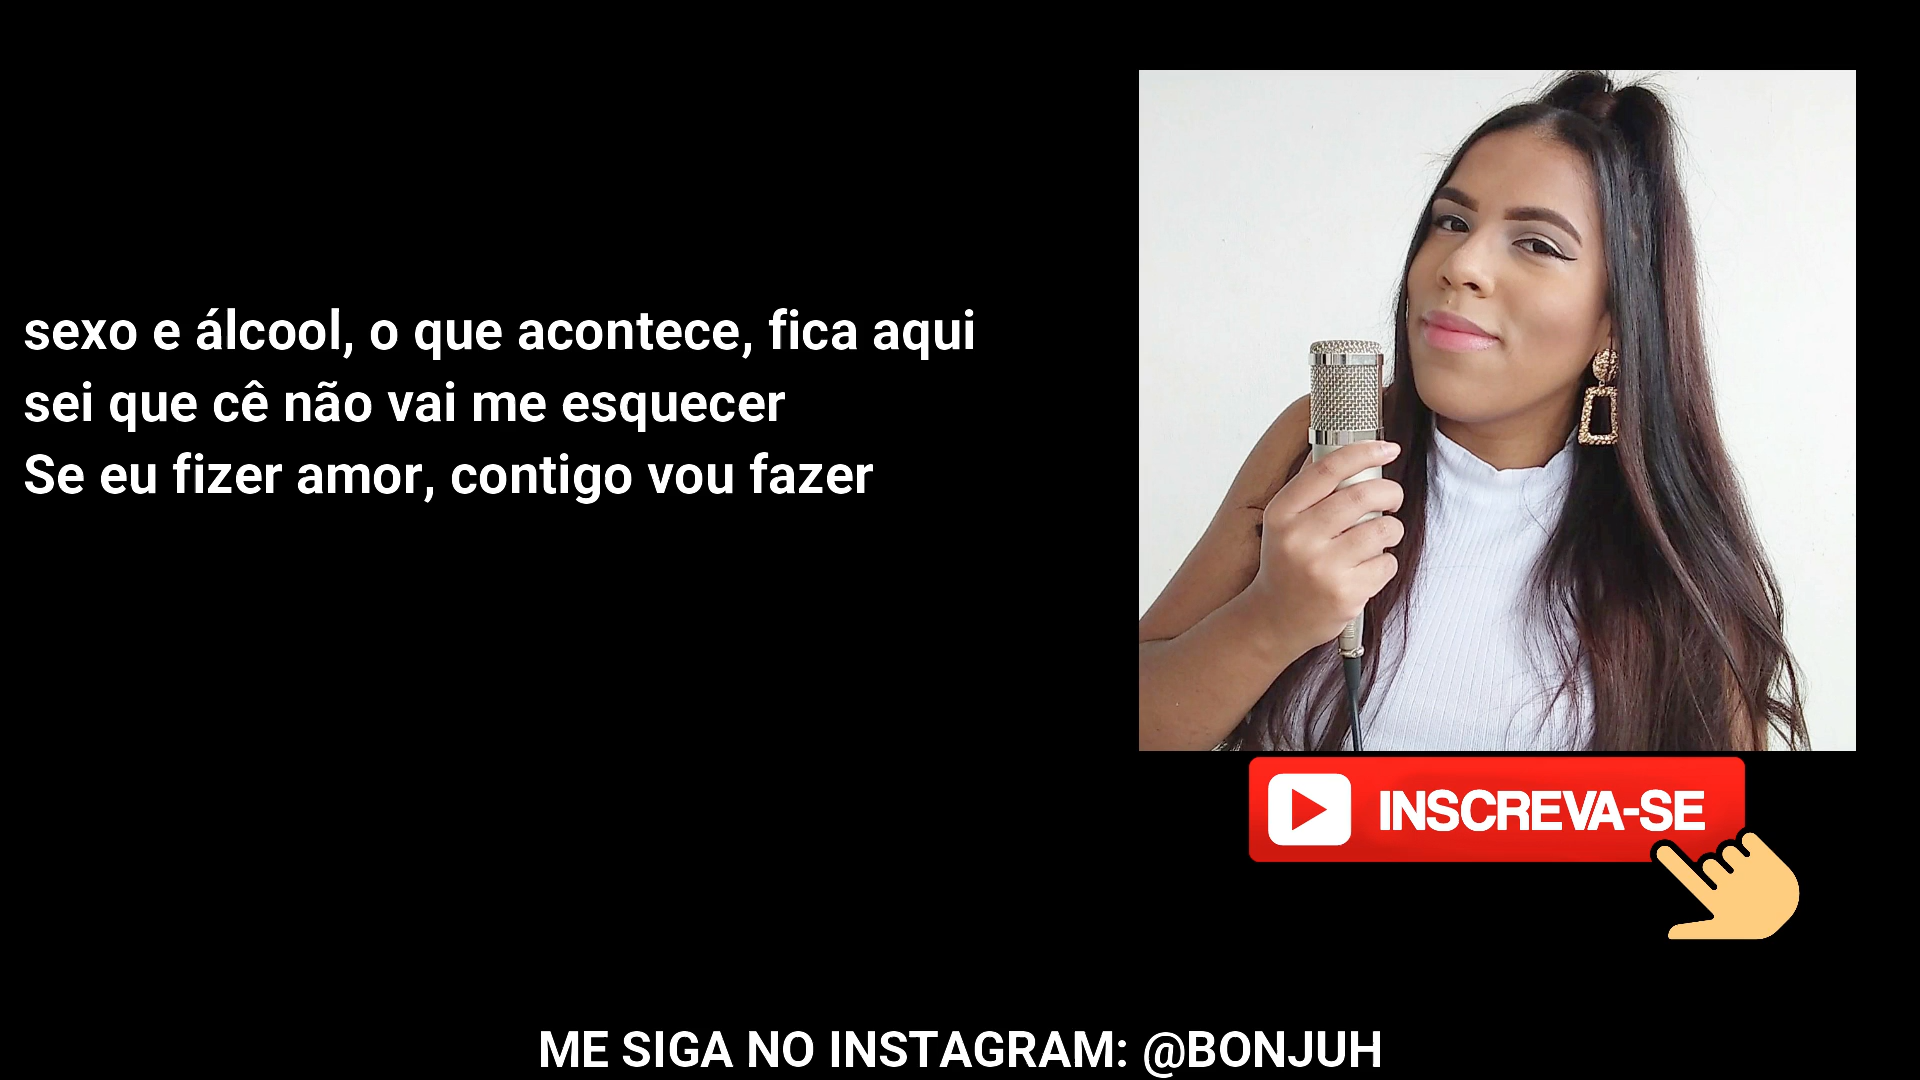 sexo e álcool, o que acontece, fica aqui
sei que cê não vai me esquecer
Se eu fizer amor, contigo vou fazer
INSCREVA-SE
ME SIGA NO INSTAGRAM: @BONJUH